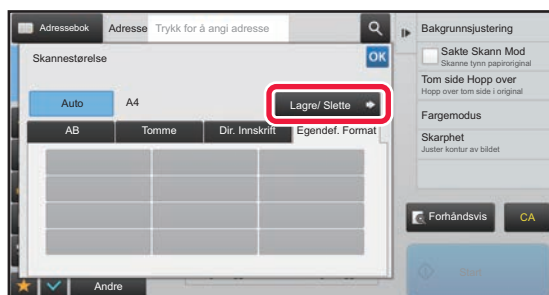 Adressebok
Adresse
Trykk for å angi adresse
Skannestørelse
OK
Auto
A4
Lagre/ Slette
AB
Tomme
Dir. Innskrift
Egendef. Format
Andre
Bakgrunnsjustering
Sakte Skann Mod
Skanne tynn papiroriginal
Tom side Hopp over
Hopp over tom side i original
Fargemodus
Skarphet
Juster kontur av bildet
Forhåndsvis
CA
Start